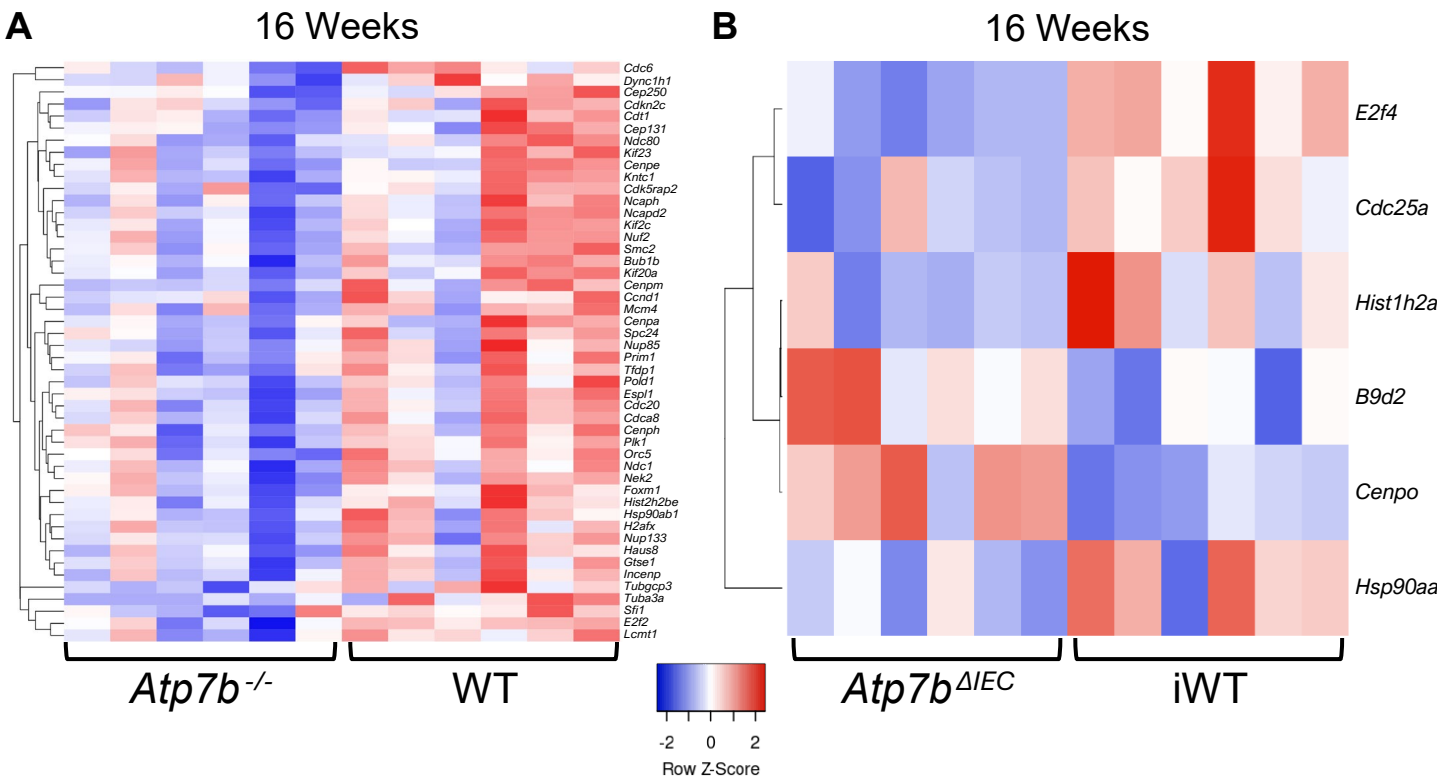 A
16 Weeks
Cdc6
Dync1h1
Cep250
Cdkn2c
Cdt1
Cep131
Ndc80
Kif23
Cenpe
Kntc1
Cdk5rap2
Ncaph
Ncapd2
Kif2c
Nuf2
Smc2
Bub1b
Kif20a
Cenpm
Ccnd1
Mcm4
Cenpa
Spc24
Nup85
Prim1
Tfdp1
Pold1
Espl1
Cdc20
Cdca8
Cenph
Plk1
Orc5
Ndc1
Nek2
Foxm1
Hist2h2be
Hsp90ab1
H2afx
Nup133
Haus8
Gtse1
Incenp
Tubgcp3
Tuba3a
Sfi1
E2f2
Lcmt1
Atp7b -/-
WT
B
16 Weeks
E2f4
Cdc25a
Hist1h2a
B9d2
Cenpo
Hsp90aa
Atp7b ΔIEC
iWT
-2 0 2
Row Z-Score